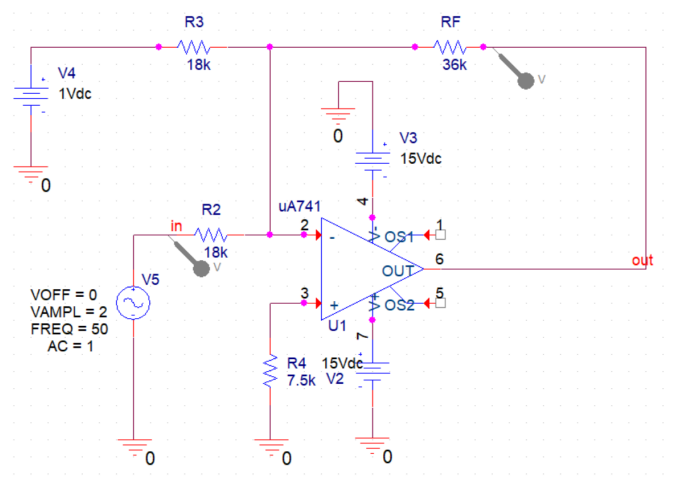 R3
18k
RF
36k
V
V4
1Vdc
0
0
V3
15Vdc
4
in
R2
18k
V
uA741
2
-
V-
OS1
1
OUT
6
out
3
+
V+
OS2
5
U1
7
V5
VOFF = 0
VAMPL = 2
FREQ = 50
AC = 1
R4
7.5k
15Vdc
V2
0
0
0